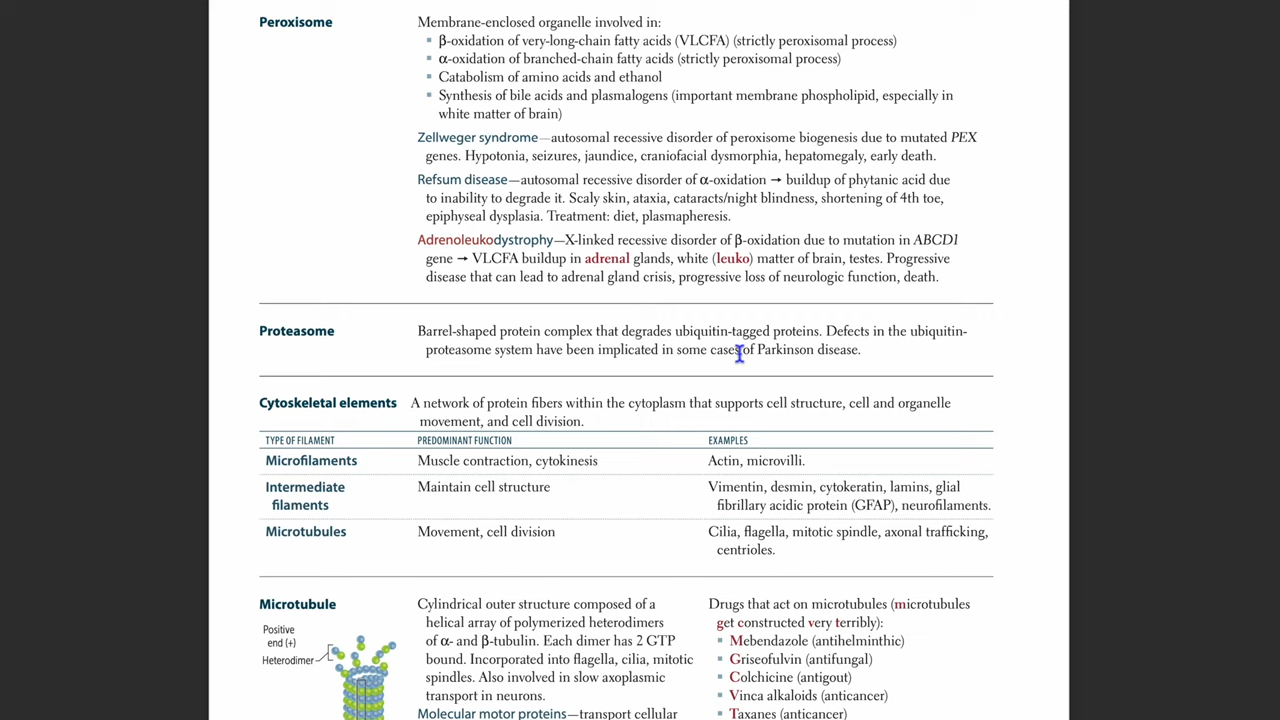 Peroxisome
Membrane-enclosed organelle involved in:
▪ β-oxidation of very-long-chain fatty acids (VLCFA) (strictly peroxisomal process)
▪ α-oxidation of branched-chain fatty acids (strictly peroxisomal process)
▪ Catabolism of amino acids and ethanol
▪ Synthesis of bile acids and plasmalogens (important membrane phospholipid, especially in
white matter of brain)
Zellweger syndrome—autosomal recessive disorder of peroxisome biogenesis due to mutated PEX
genes. Hypotonia, seizures, jaundice, craniofacial dysmorphia, hepatomegaly, early death.
Refsum disease—autosomal recessive disorder of α-oxidation → buildup of phytanic acid due
to inability to degrade it. Scaly skin, ataxia, cataracts/night blindness, shortening of 4th toe,
epiphyseal dysplasia. Treatment: diet, plasmapheresis.
Adrenoleukodystrophy—X-linked recessive disorder of β-oxidation due to mutation in ABCD1
gene → VLCFA buildup in adrenal glands, white (leuko) matter of brain, testes. Progressive
disease that can lead to adrenal gland crisis, progressive loss of neurologic function, death.
Proteasome
Barrel-shaped protein complex that degrades ubiquitin-tagged proteins. Defects in the ubiquitin-
proteasome system have been implicated in some cases of Parkinson disease.
Cytoskeletal elements
A network of protein fibers within the cytoplasm that supports cell structure, cell and organelle
movement, and cell division.
TYPE OF FILAMENT PREDOMINANT FUNCTION EXAMPLES
Microfilaments Muscle contraction, cytokinesis Actin, microvilli.
Intermediate Maintain cell structure Vimentin, desmin, cytokeratin, lamins, glial
filaments fibrillary acidic protein (GFAP), neurofilaments.
Microtubules Movement, cell division Cilia, flagella, mitotic spindle, axonal trafficking,
centrioles.
Microtubule
Positive
end (+)
Heterodimer
Cylindrical outer structure composed of a
helical array of polymerized heterodimers
of α- and β-tubulin. Each dimer has 2 GTP
bound. Incorporated into flagella, cilia, mitotic
spindles. Also involved in slow axoplasmic
transport in neurons.
Molecular motor proteins—transport cellular
Drugs that act on microtubules (microtubules
get constructed very terribly):
▪ Mebendazole (antihelminthic)
▪ Griseofulvin (antifungal)
▪ Colchicine (antigout)
▪ Vinca alkaloids (anticancer)
▪ Taxanes (anticancer)